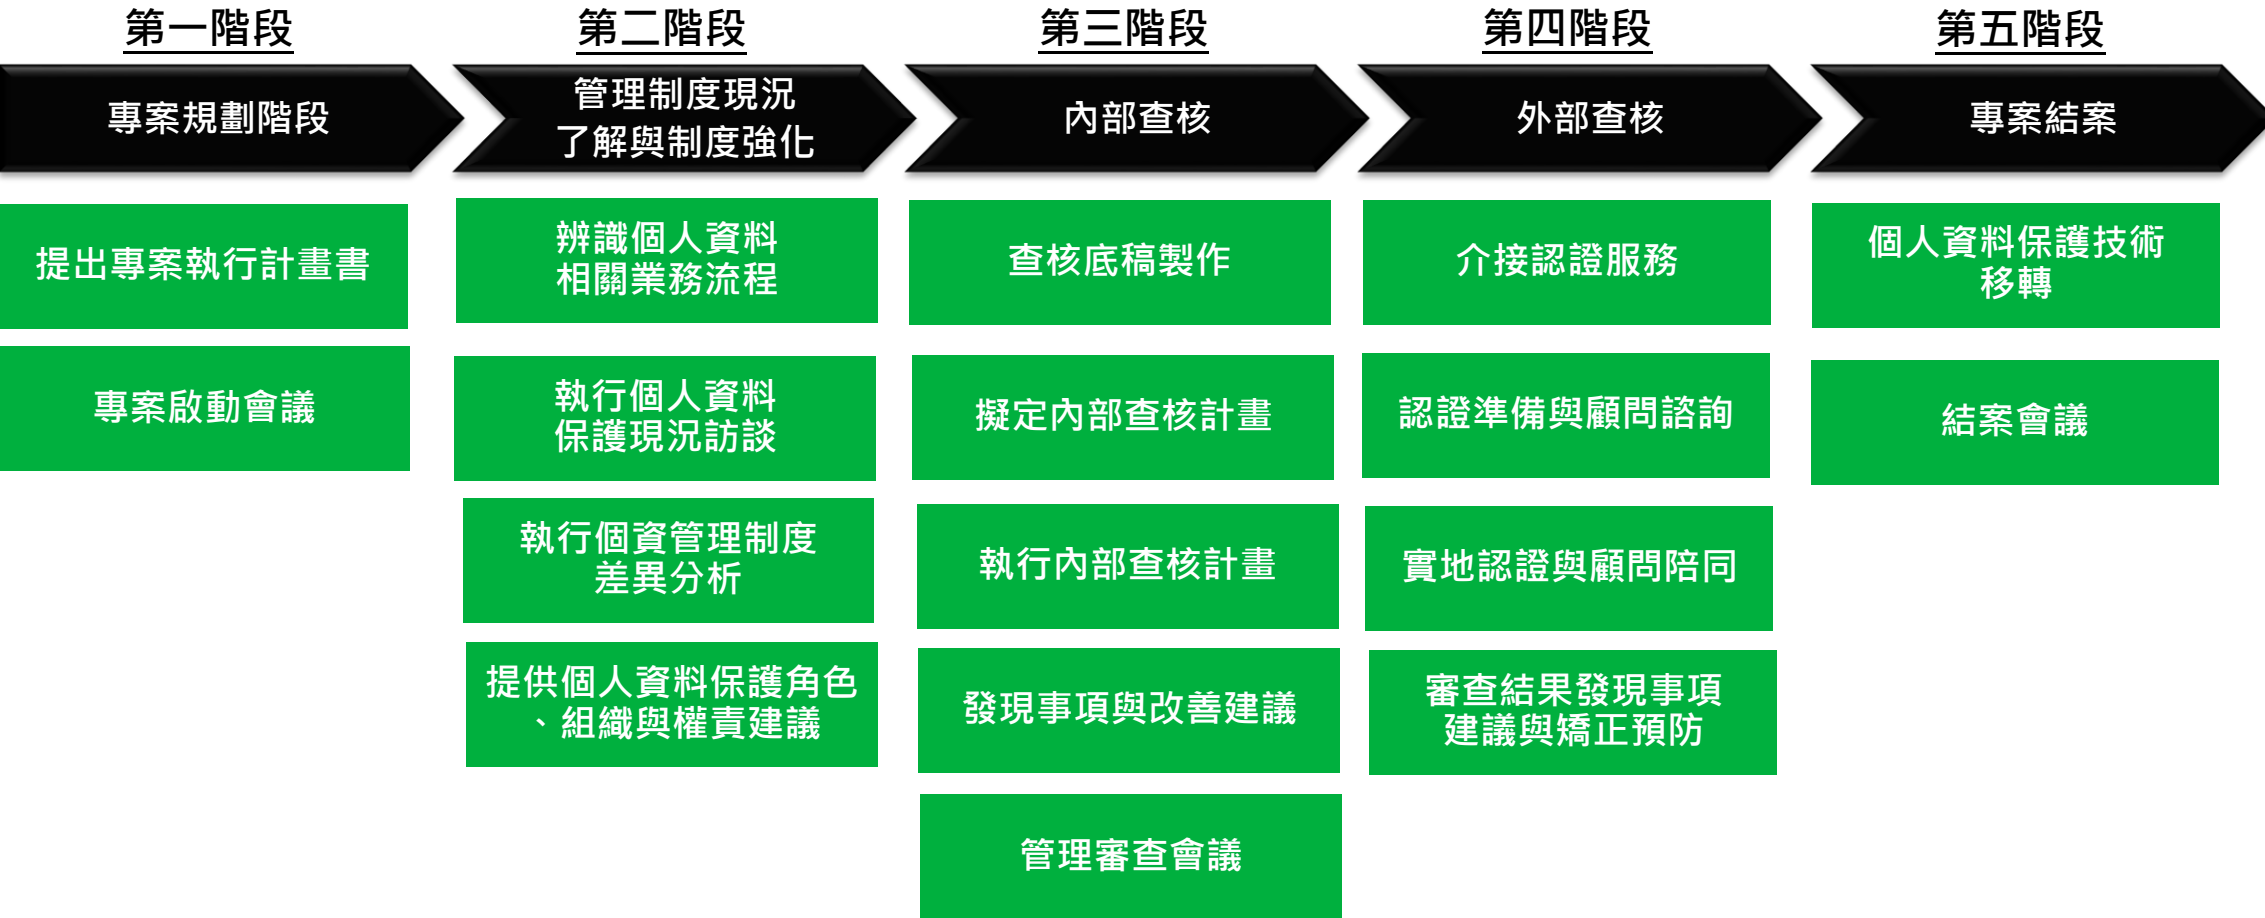 第一階段
專案規劃階段
提出專案執行計畫書
專案啟動會議
第二階段
管理制度現況
了解與制度強化
辨識個人資料
相關業務流程
執行個人資料
保護現況訪談
執行個資管理制度
差異分析
提供個人資料保護角色
、組織與權責建議
第三階段
內部查核
查核底稿製作
擬定內部查核計畫
執行內部查核計畫
發現事項與改善建議
管理審查會議
第四階段
外部查核
介接認證服務
認證準備與顧問諮詢
實地認證與顧問陪同
審查結果發現事項
建議與矯正預防
第五階段
專案結案
個人資料保護技術
移轉
結案會議